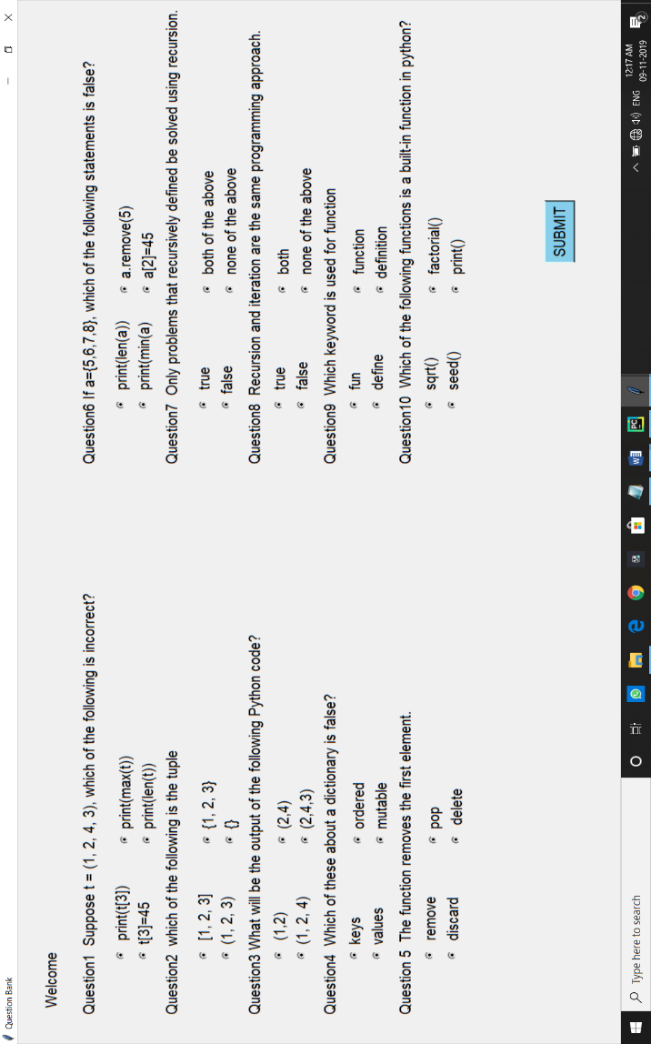 Question Bank
Welcome
Question1 Suppose t = (1, 2, 4, 3), which of the following is incorrect?
print(t[3]) print(max(t))
t[3]=45 print(len(t))
Question2 which of the following is the tuple
[1, 2, 3] {1, 2, 3}
(1, 2, 3) {}
Question3 What will be the output of the following Python code?
(1,2) (2,4)
(1, 2, 4) (2,4,3)
Question4 Which of these about a dictionary is false?
keys ordered
values mutable
Question 5 The function removes the first element.
remove pop
discard delete
Question6 If a={5,6,7,8}, which of the following statements is false?
print(len(a)) a.remove(5)
print(min(a) a[2]=45
Question7 Only problems that recursively defined be solved using recursion.
true both of the above
false none of the above
Question8 Recursion and iteration are the same programming approach.
true both
false none of the above
Question9 Which keyword is used for function
fun function
define definition
Question10 Which of the following functions is a built-in function in python?
sqrt() factorial()
seed() print()
SUBMIT
Type here to search
ENG
12:17 AM
09-11-2019
2